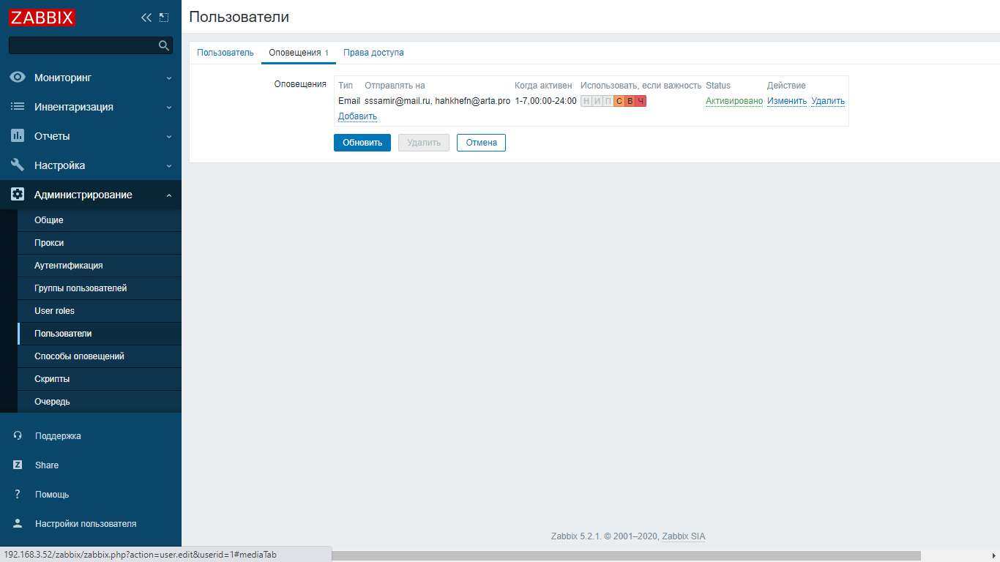 ZABBIX
Мониторинг
Инвентаризация
Отчеты
Настройка
Администрирование
Общие
Прокси
Аутентификация
Группы пользователей
User roles
Пользователи
Способы оповещений
Скрипты
Очередь
Поддержка
Z Share
? Помощь
Настройки пользователя
192.168.3.52/zabbix/zabbix.php?action=user.edit&userid=1#mediaTab
Пользователи
Пользователь Оповещения 1 Права доступа
Оповещения
Тип Отправлять на Когда активен Использовать, если важность Status Действие
Email sssamir@mail.ru, hahkhefn@arta.pro 1-7,00:00-24:00 Н И П С В Ч Активировано Изменить Удалить
Добавить
Обновить Удалить Отмена
Zabbix 5.2.1. © 2001–2020, Zabbix SIA